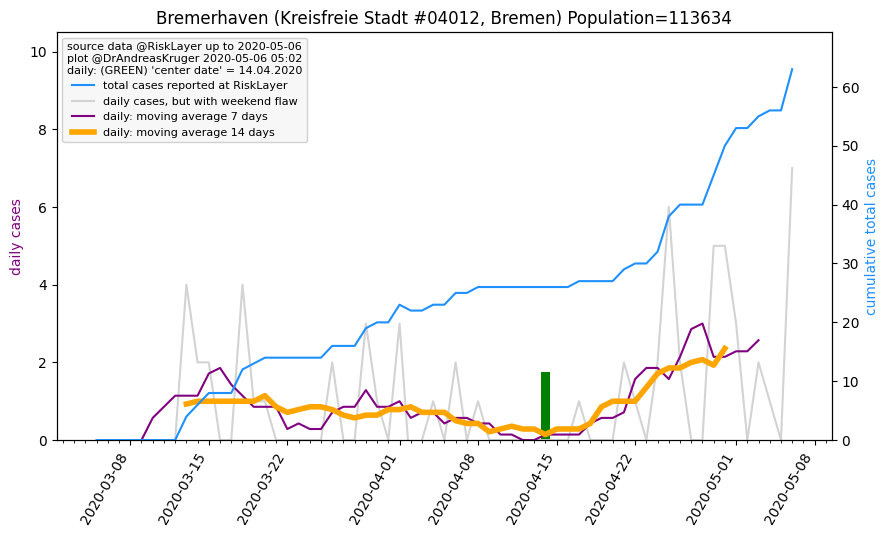 Bremerhaven (Kreisfreie Stadt #04012, Bremen) Population=113634
source data @RiskLayer up to 2020-05-06
plot @DrAndreasKruger 2020-05-06 05:02
daily: (GREEN) 'center date' = 14.04.2020
total cases reported at RiskLayer
daily cases, but with weekend flaw
daily: moving average 7 days
daily: moving average 14 days
daily cases
10
8
6
4
2
0
cumulative total cases
60
50
40
30
20
10
0
2020-03-08
2020-03-15
2020-03-22
2020-04-01
2020-04-08
2020-04-15
2020-04-22
2020-05-01
2020-05-08